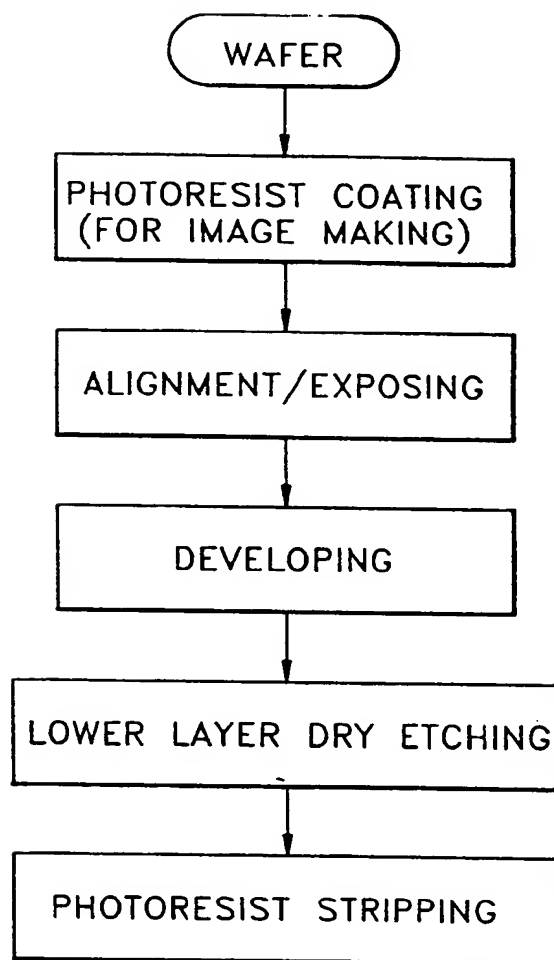 WAFER
PHOTORESIST COATING
(FOR IMAGE MAKING)
ALIGNMENT/EXPOSING
DEVELOPING
LOWER LAYER DRY ETCHING
PHOTORESIST STRIPPING